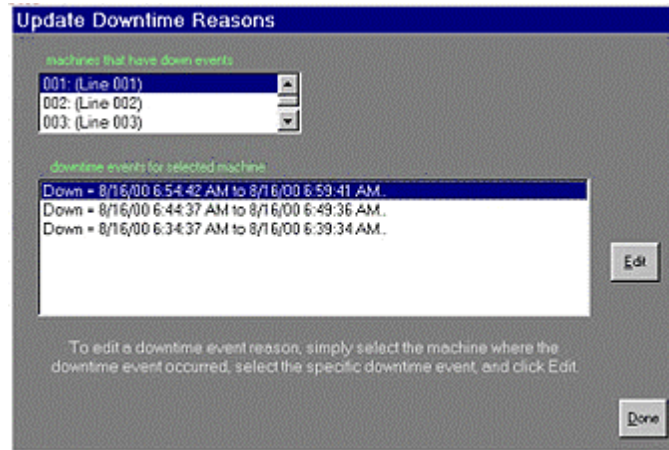 Update Downtime Reasons
machines that have down events
001: (Line 001)
002: (Line 002)
003: (Line 003)
downtime events for selected machine
Down = 8/16/00 6:54:42 AM to 8/16/00 6:59:41 AM..
Down = 8/16/00 6:44:37 AM to 8/16/00 6:49:36 AM..
Down = 8/16/00 6:34:37 AM to 8/16/00 6:39:34 AM..
Edit
To edit a downtime event reason, simply select the machine where the
downtime event occurred, select the specific downtime event, and click Edit.
Done